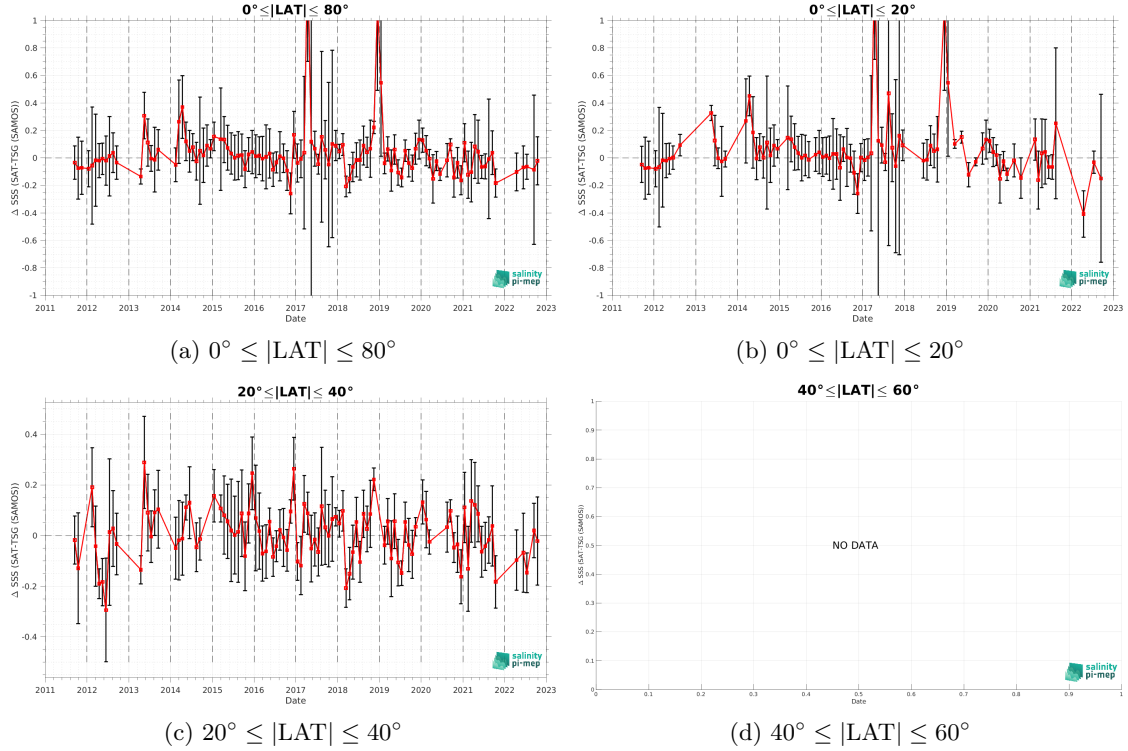 0°≤|LAT|≤ 80°
1
0.8
0.6
0.4
0.2
0
-0.2
-0.4
-0.6
-0.8
-1
Δ SSS (SAT-TSG (SAMOS))
2011 2012 2013 2014 2015 2016 2017 2018 2019 2020 2021 2022 2023
Date
salinity
pi-mep
(a) 0° ≤ |LAT| ≤ 80°
0°≤|LAT|≤ 20°
1
0.8
0.6
0.4
0.2
0
-0.2
-0.4
-0.6
-0.8
-1
Δ SSS (SAT-TSG (SAMOS))
2011 2012 2013 2014 2015 2016 2017 2018 2019 2020 2021 2022 2023
Date
salinity
pi-mep
(b) 0° ≤ |LAT| ≤ 20°
20°≤|LAT|≤ 40°
0.4
0.2
0
-0.2
-0.4
Δ SSS (SAT-TSG (SAMOS))
2011 2012 2013 2014 2015 2016 2017 2018 2019 2020 2021 2022 2023
Date
salinity
pi-mep
(c) 20° ≤ |LAT| ≤ 40°
40°≤|LAT|≤ 60°
1
0.9
0.8
0.7
0.6
0.5
0.4
0.3
0.2
0.1
0
Δ SSS (SAT-TSG (SAMOS))
NO DATA
0 0.1 0.2 0.3 0.4 0.5 0.6 0.7 0.8 0.9 1
Date
salinity
pi-mep
(d) 40° ≤ |LAT| ≤ 60°